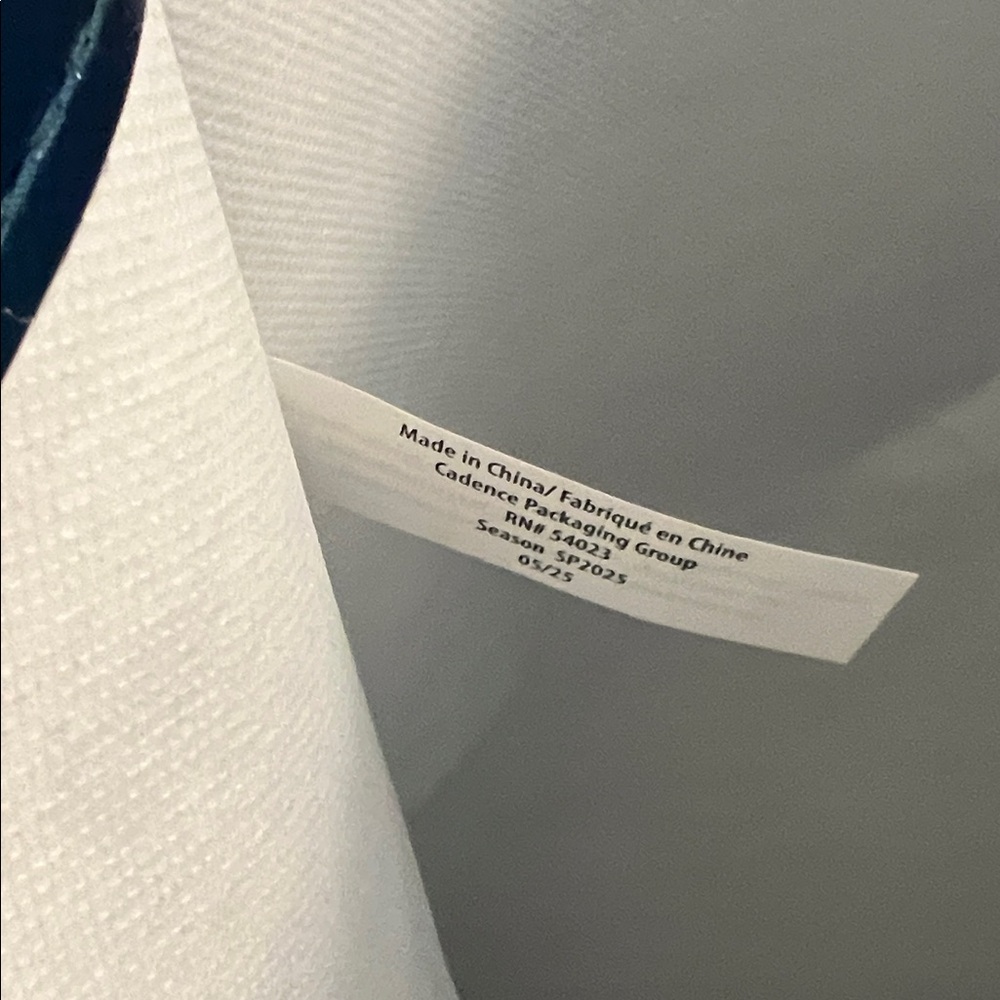 Made in China/ Fabriqué en Chine
Cadence Packaging Group
RN# 54023
Season SP2025
05/25